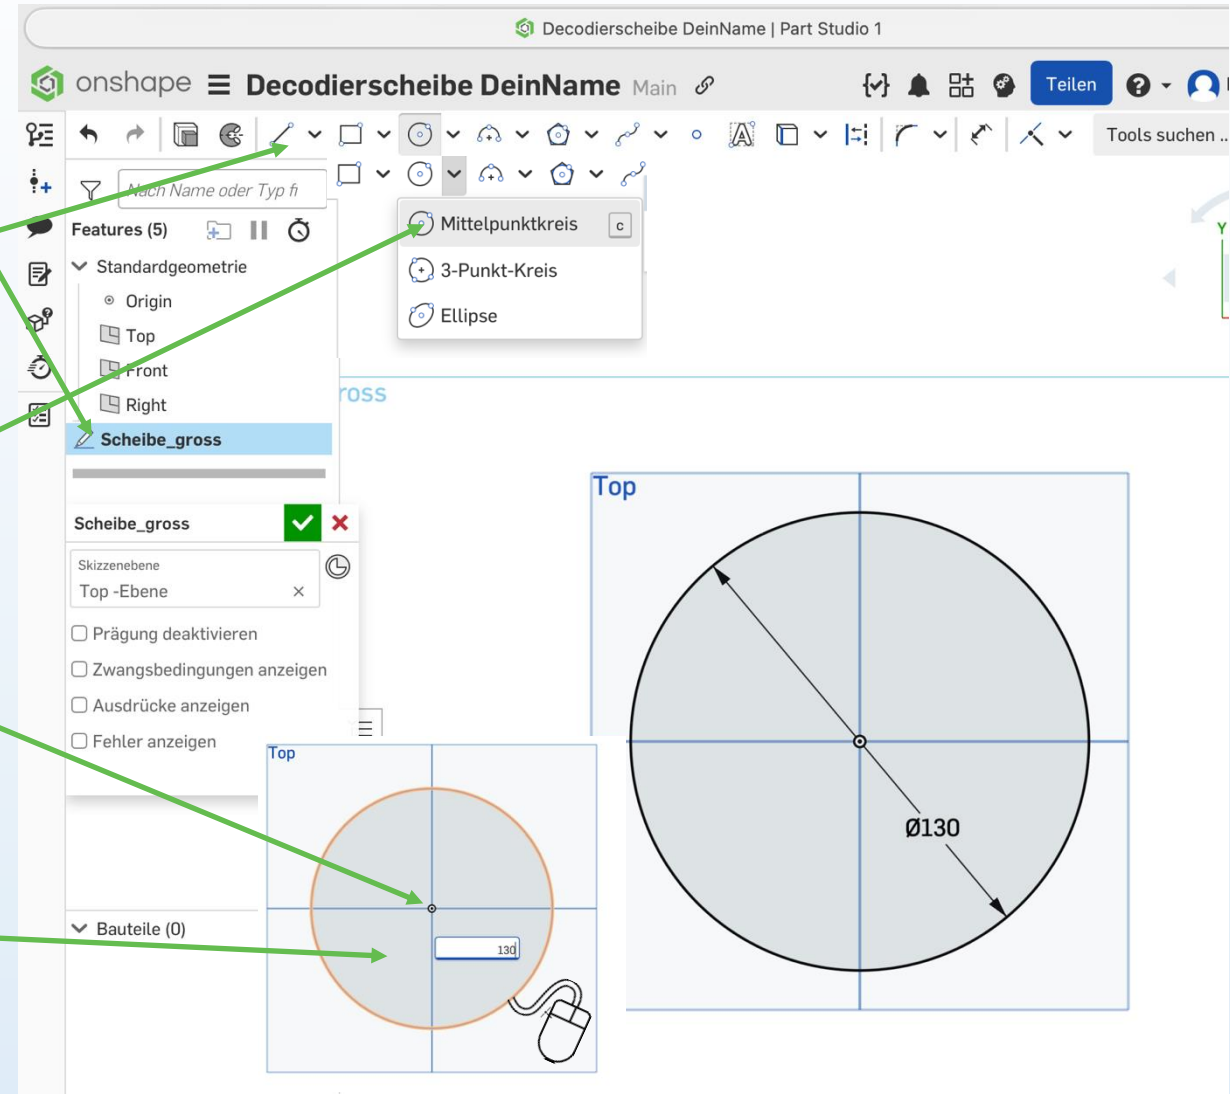 Decodierscheibe DeinName | Part Studio 1
onshape Decodierscheibe DeinName Main Teilen
Tools suchen ...
Nach Name oder Typ fi
Features (5)
Mittelpunktkreis c
3-Punkt-Kreis
Ellipse
Y
Standardgeometrie
Origin
Top
Front
Right
ross
Scheibe_gross
Top
Scheibe_gross
Skizzenebene
Top -Ebene
Prägung deaktivieren
Zwangsbedingungen anzeigen
Ausdrücke anzeigen
Fehler anzeigen
Top
Ø130
Bauteile (0)
130